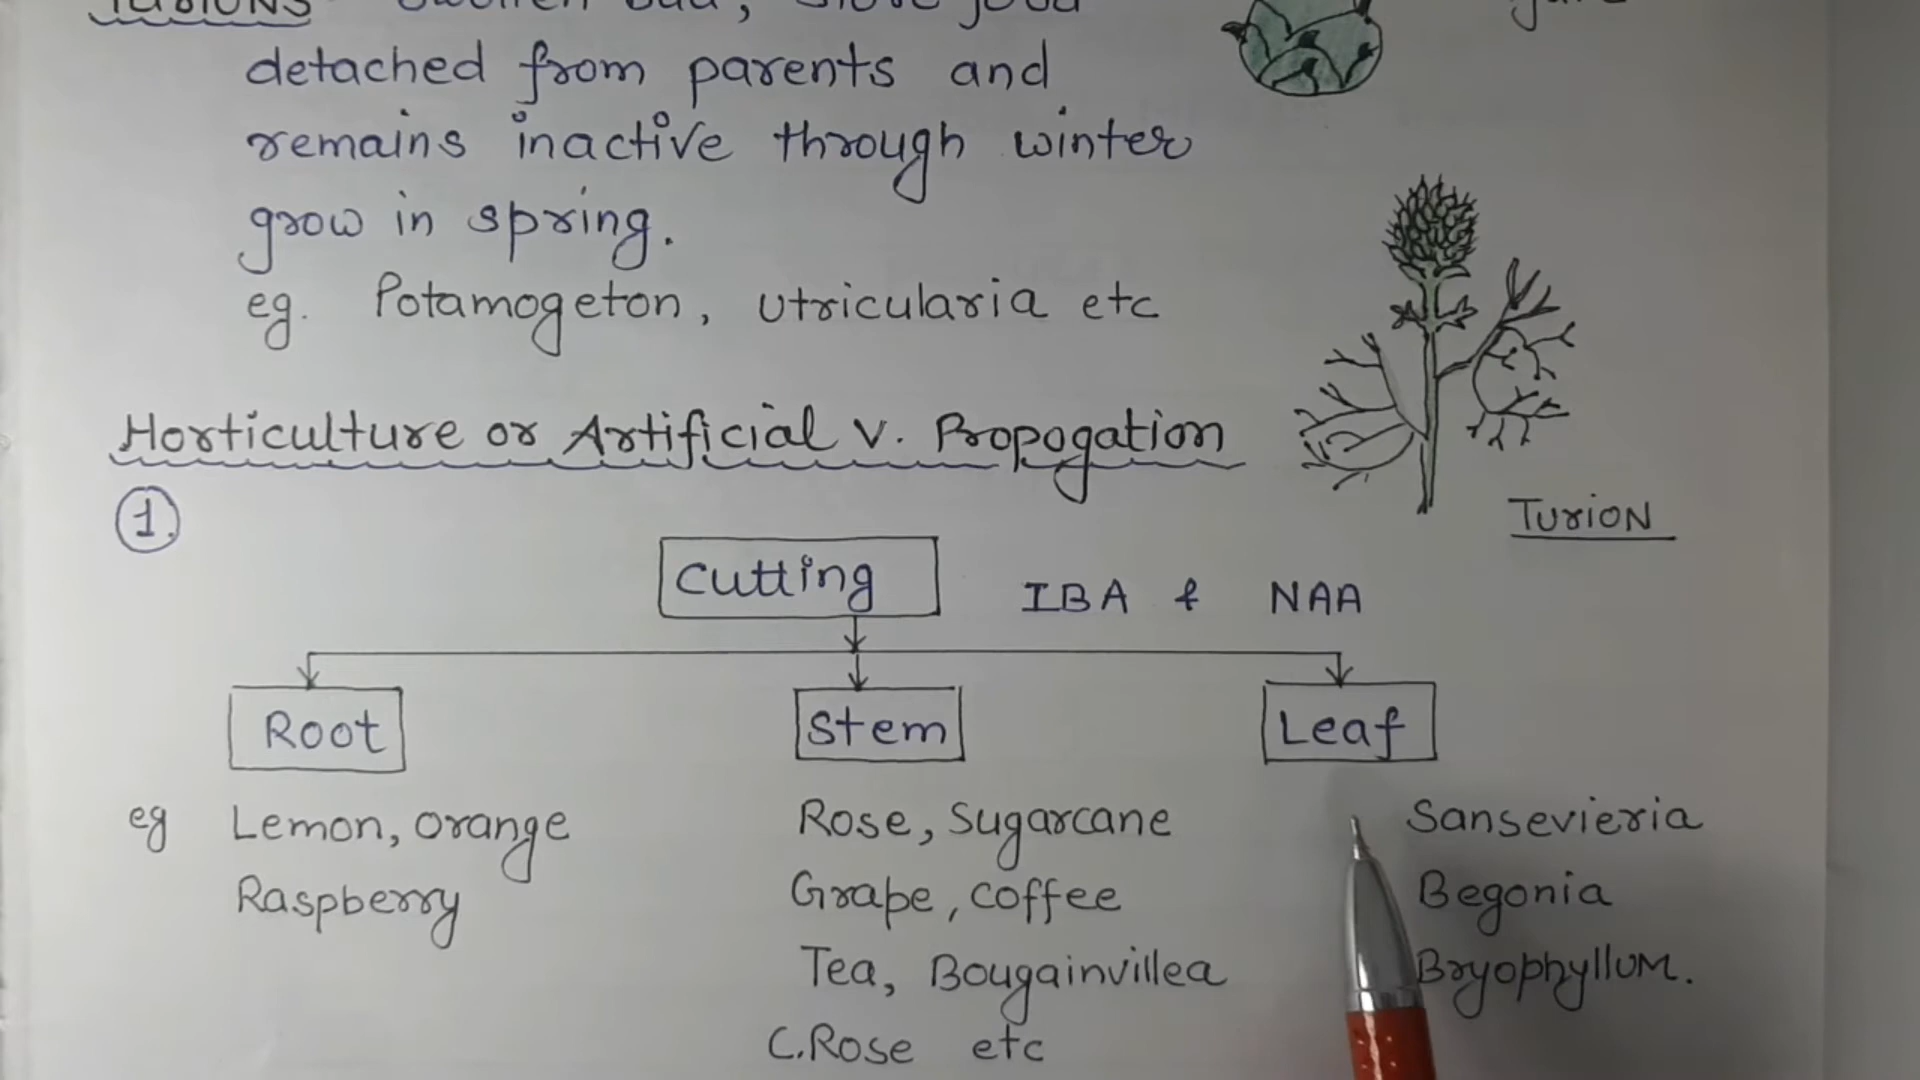 detached from parents and
remains inactive through winter
grow in spring.
eg. Potamogeton, Utricularia etc
Horticulture or Artificial V. Propogation
1.
Cutting IBA & NAA
Root Stem Leaf
eg Lemon, orange Rose, Sugarcane Sansevieria
Raspberry Grape, coffee Begonia
Tea, Bougainvillea Bryophyllum.
C.Rose etc
TURION